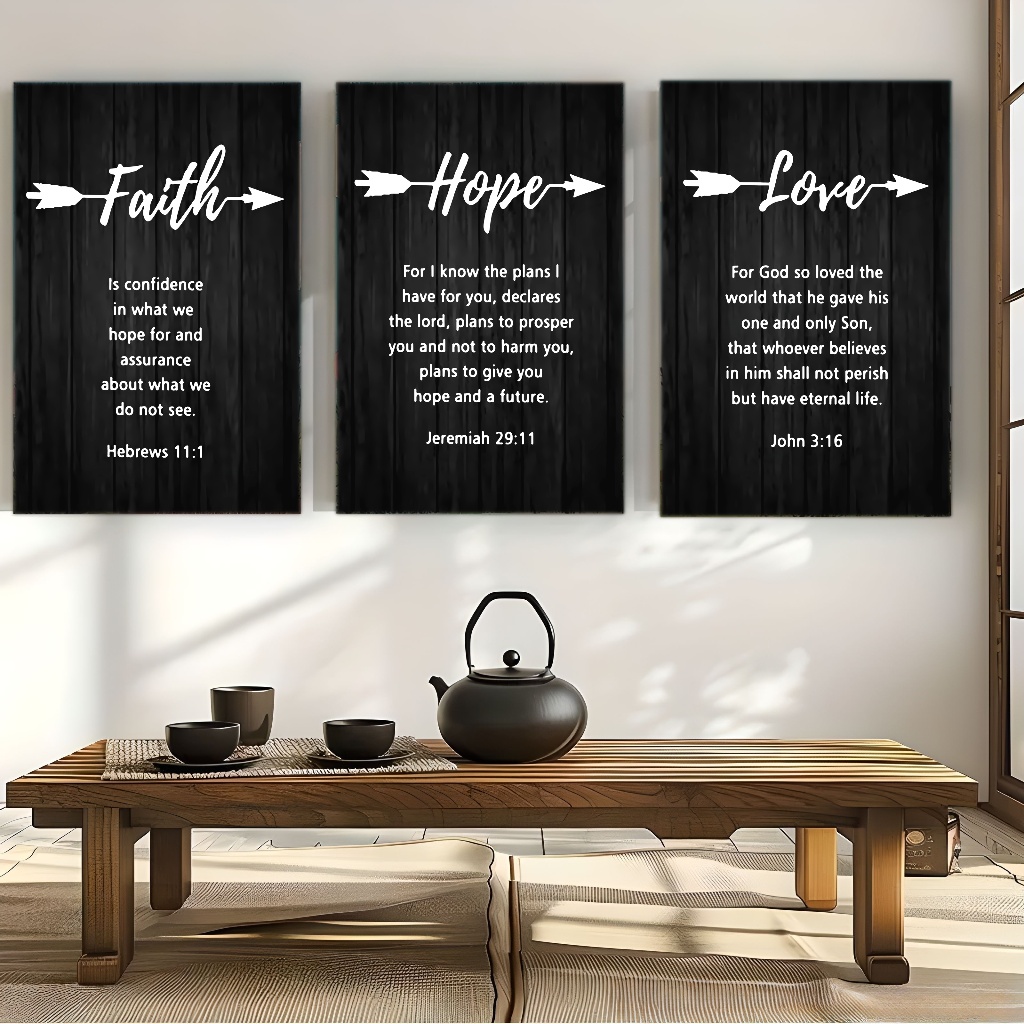 Faith
Is confidence
in what we
hope for and
assurance
about what we
do not see.
Hebrews 11:1
Hope
For I know the plans I
have for you, declares
the lord, plans to prosper
you and not to harm you,
plans to give you
hope and a future.
Jeremiah 29:11
Love
For God so loved the
world that he gave his
one and only Son,
that whoever believes
in him shall not perish
but have eternal life.
John 3:16